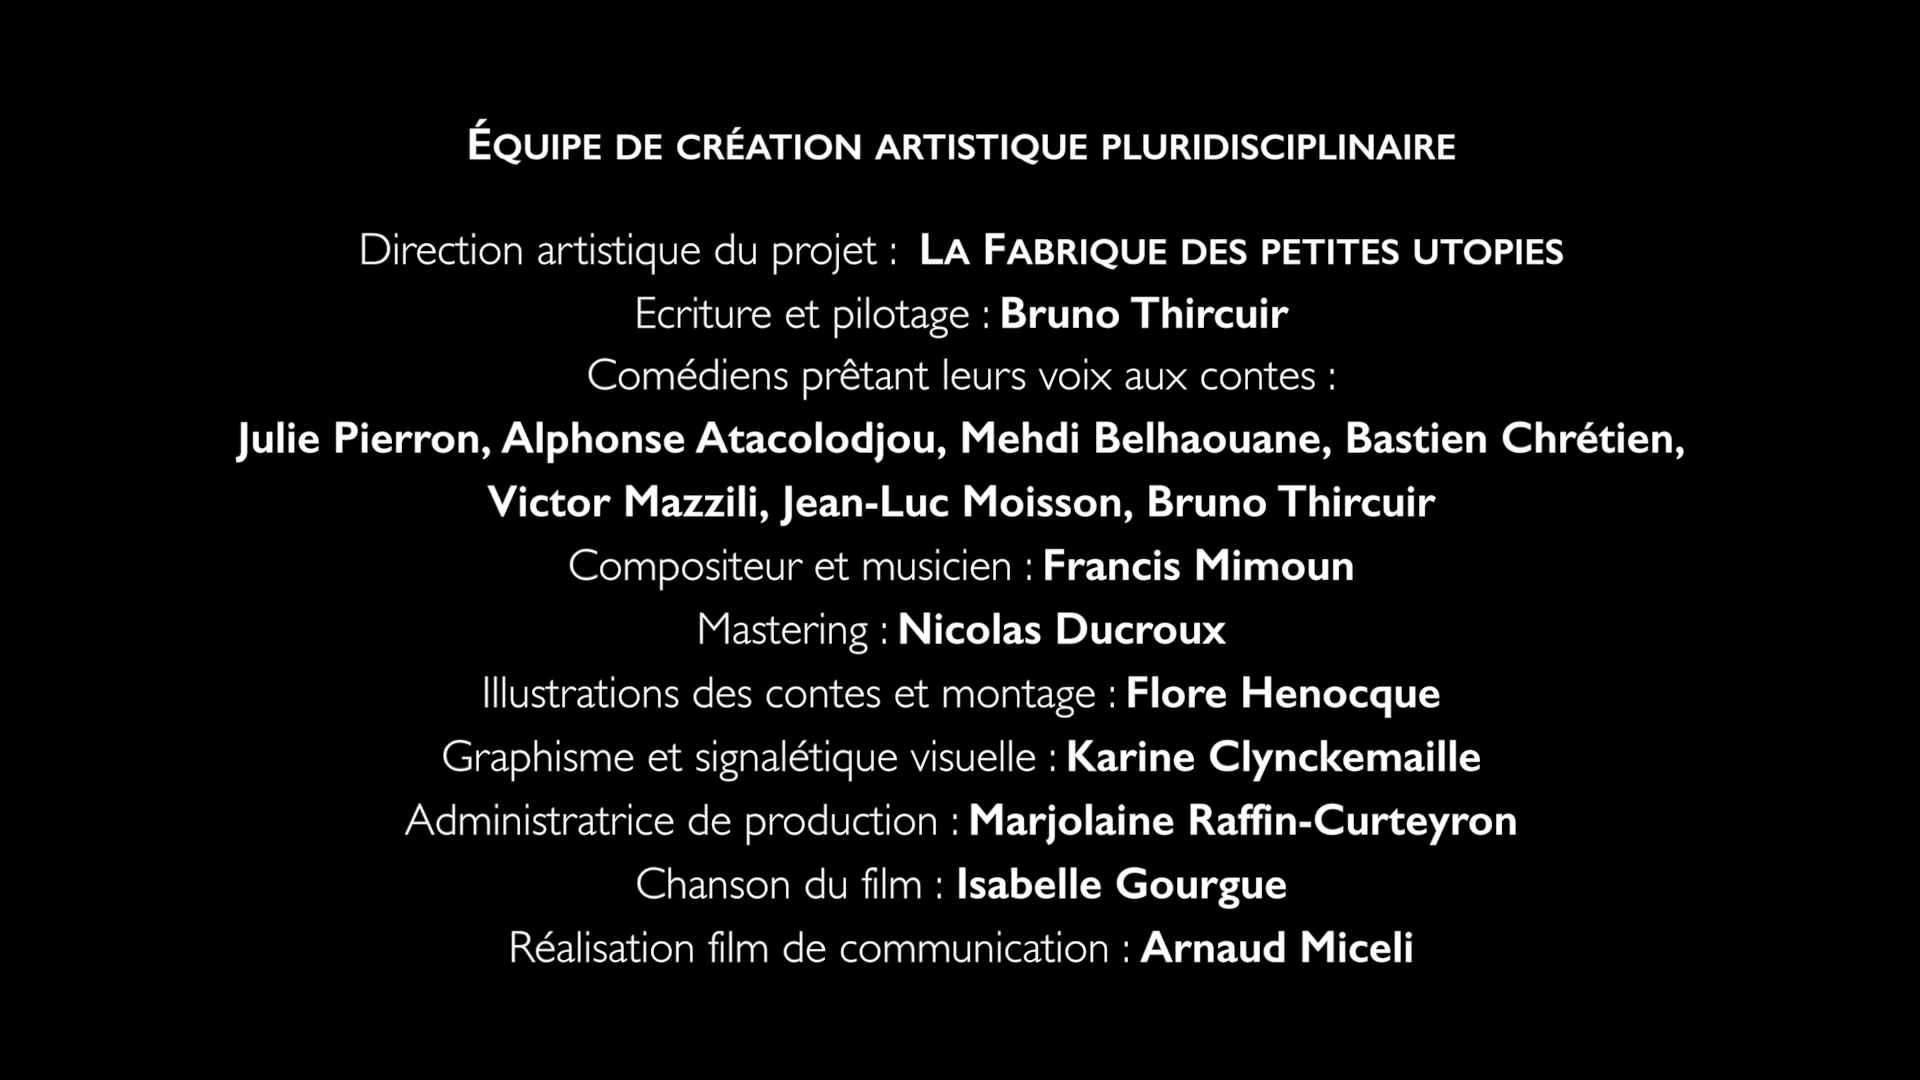 ÉQUIPE DE CRÉATION ARTISTIQUE PLURIDISCIPLINAIRE
Direction artistique du projet : LA FABRIQUE DES PETITES UTOPIES
Ecriture et pilotage : Bruno Thircuir
Comédiens prêtant leurs voix aux contes :
Julie Pierron, Alphonse Atacolodjou, Mehdi Belhaouane, Bastien Chrétien,
Victor Mazzili, Jean-Luc Moisson, Bruno Thircuir
Compositeur et musicien : Francis Mimoun
Mastering : Nicolas Ducroux
Illustrations des contes et montage : Flore Henocque
Graphisme et signalétique visuelle : Karine Clynckemaille
Administratrice de production : Marjolaine Raffin-Curteyron
Chanson du film : Isabelle Gourgue
Réalisation film de communication : Arnaud Miceli